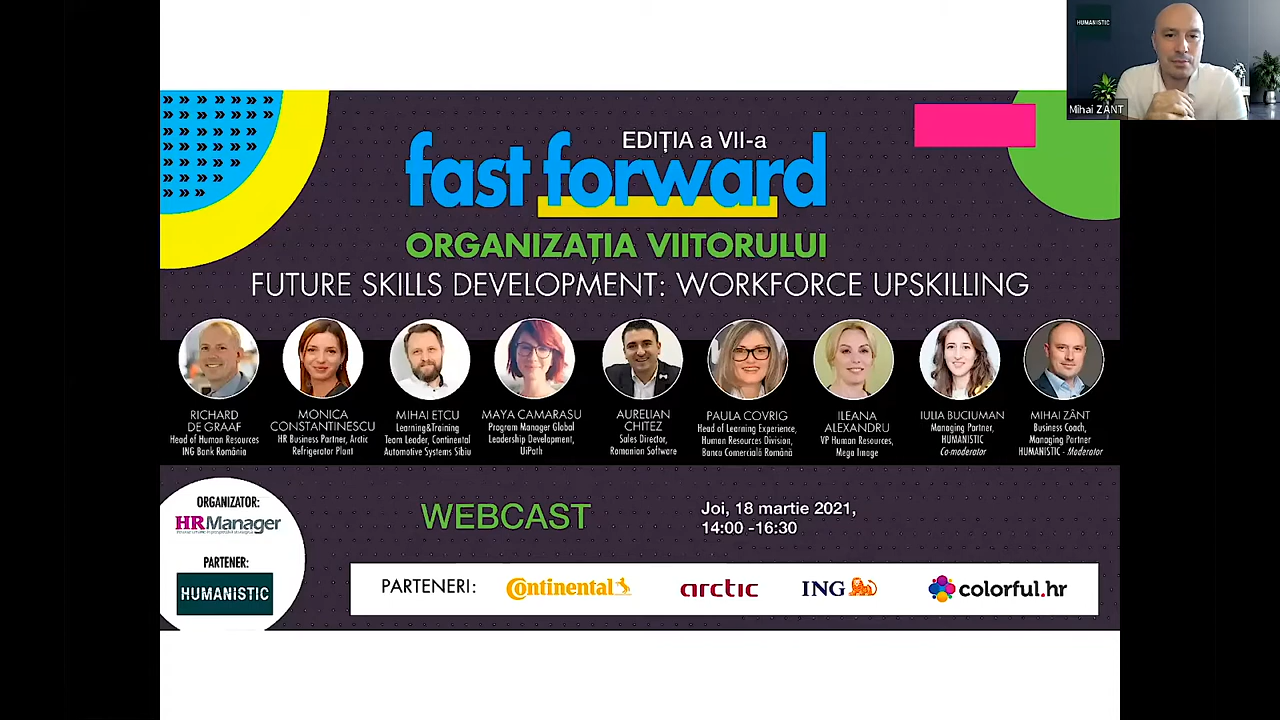 HUMANISTIC
Mihai ZANT
EDIȚIA a VII-a
fast forward
ORGANIZAȚIA VIITORULUI
FUTURE SKILLS DEVELOPMENT: WORKFORCE UPSKILLING
RICHARD
DE GRAAF
Head of Human Resources
ING Bank România
MONICA
CONSTANTINESCU
HR Business Partner, Arctic
Refrigerator Plant
MIHAI ETCU
Learning&Training
Team Leader, Continental
Automotive Systems Sibiu
MAYA CAMARASU
Program Manager Global
Leadership Development,
UiPath
AURELIAN
CHITEZ
Sales Director,
Romanian Software
PAULA COVRIG
Head of Learning Experience,
Human Resources Division,
Banca Comercială Română
ILEANA
ALEXANDRU
VP Human Resources,
Mega Image
IULIA BUCIUMAN
Managing Partner,
HUMANISTIC
Co-moderator
MIHAI ZÂNT
Business Coach,
Managing Partner
HUMANISTIC - Moderator
ORGANIZATOR:
HR Manager
PARTENER:
HUMANISTIC
WEBCAST
Joi, 18 martie 2021,
14:00 -16:30
PARTENERI:
Continental
arctic
ING
colorful.hr